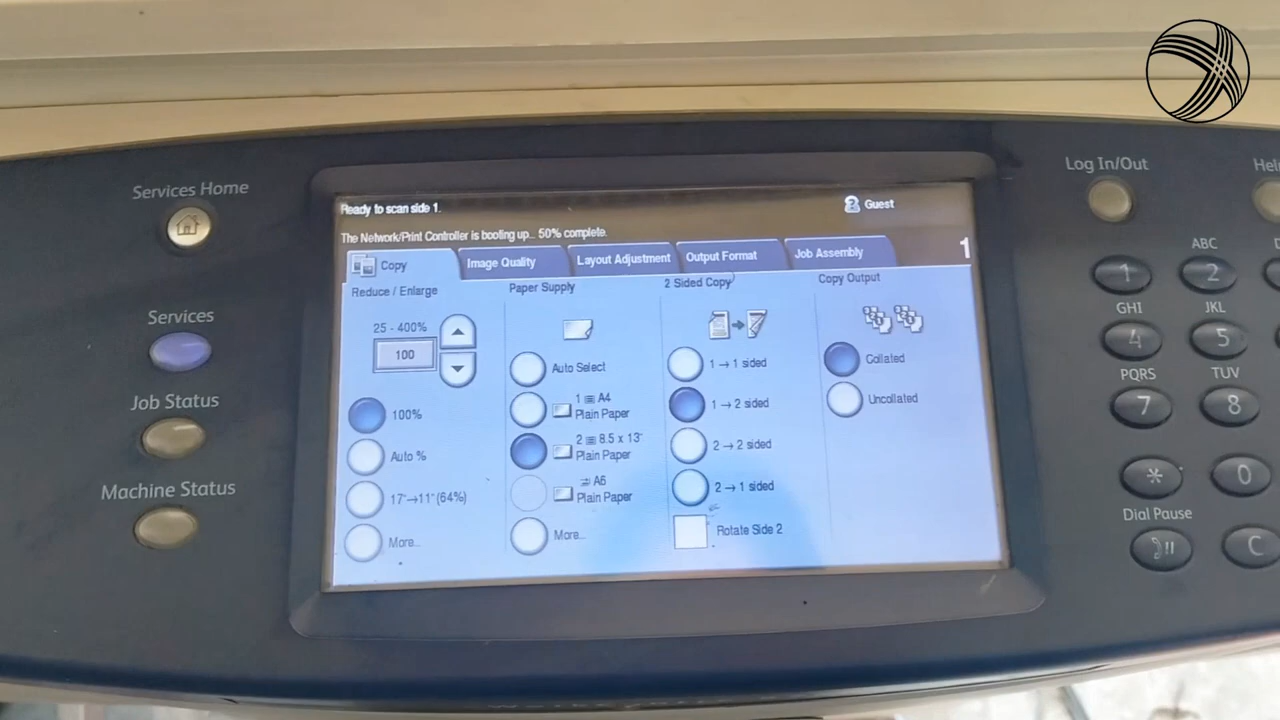 Services Home
Services
Job Status
Machine Status
Ready to scan side 1.
Guest
The Network/Print Controller is booting up... 50% complete.
1
Copy
Image Quality
Layout Adjustment
Output Format
Job Assembly
Reduce / Enlarge
25 - 400%
100
100%
Auto %
17"→11" (64%)
More...
Paper Supply
Auto Select
1 A4
Plain Paper
2 8.5 x 13"
Plain Paper
A6
Plain Paper
More...
2 Sided Copy
1 → 1 sided
1 → 2 sided
2 → 2 sided
2 → 1 sided
Rotate Side 2
Copy Output
Collated
Uncollated
Log In/Out
ABC
1
2
GHI
JKL
4
5
PQRS
TUV
7
8
*
0
Dial Pause
C